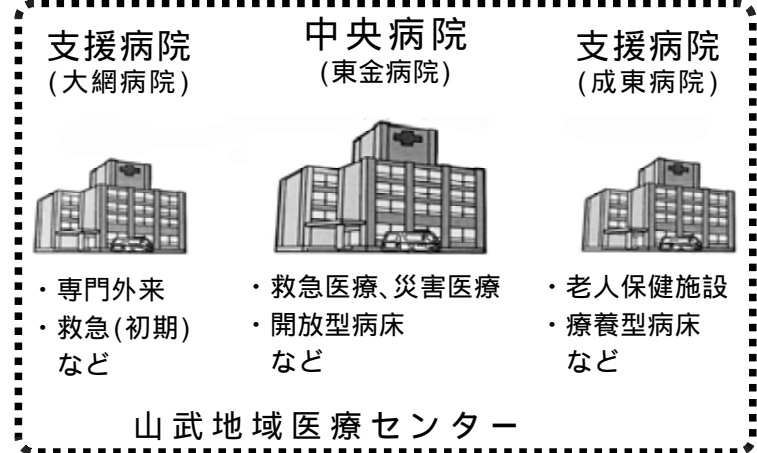 支援病院
(大網病院)
・専門外来
・救急(初期)
など
中央病院
(東金病院)
・救急医療、災害医療
・開放型病床
など
支援病院
(成東病院)
・老人保健施設
・療養型病床
など
山武地域医療センター